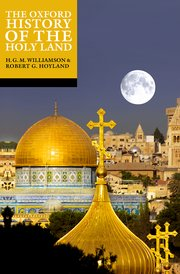 THE OXFORD
HISTORY
OF THE
HOLY LAND
H. G. M. WILLIAMSON &
ROBERT G. HOYLAND